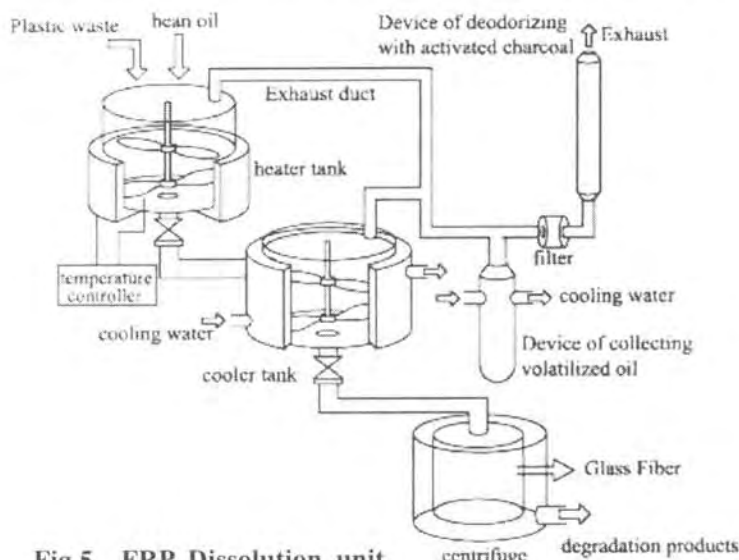 Plastic waste
bean oil
Device of deodorizing
with activated charcoal
Exhaust
Exhaust duct
heater tank
temperature
controller
filter
cooling water
cooling water
Device of collecting
volatilized oil
cooler tank
Glass Fiber
degradation products
centrifuge
Fig.5 FRP Dissolution unit